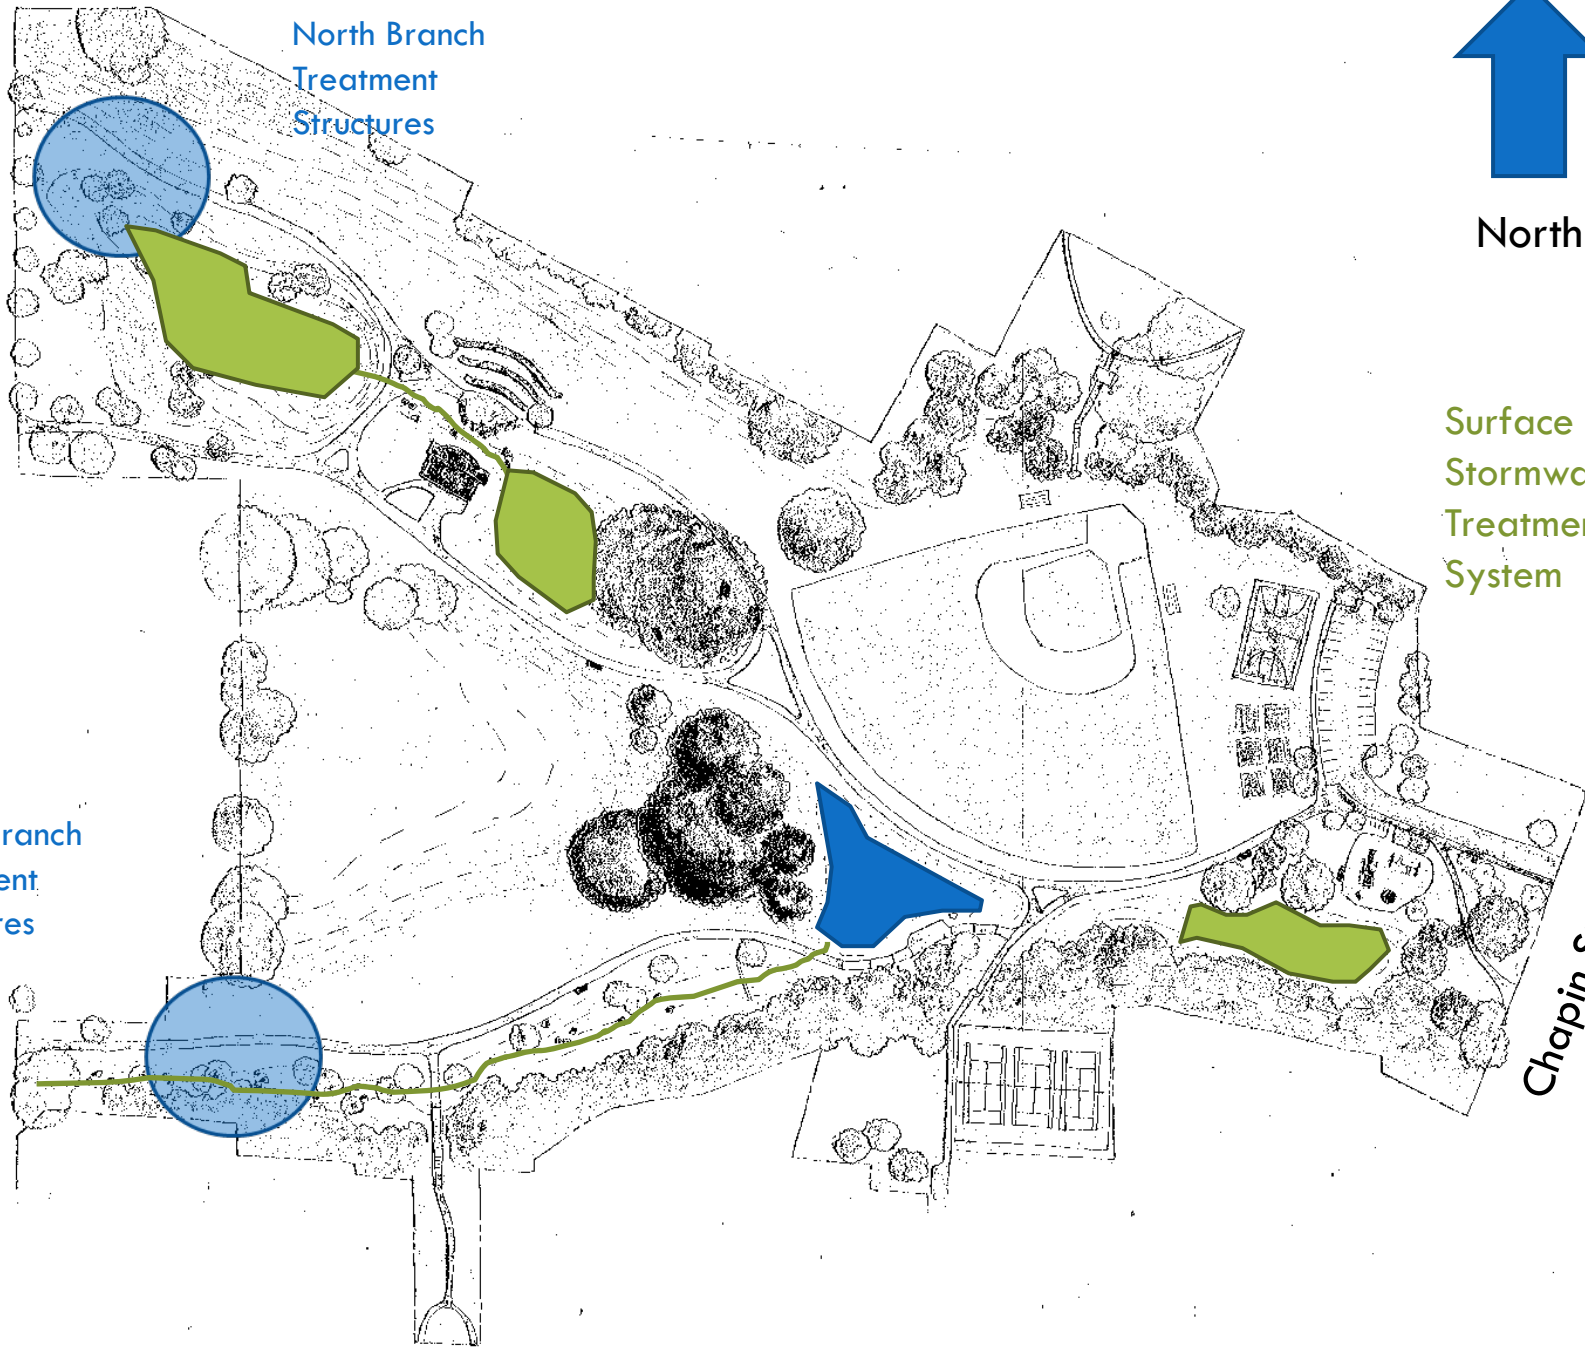 North Branch
Treatment
Structures
North
Surface
Stormwa
Treatmen
System
ranch
ent
res
Chapin S